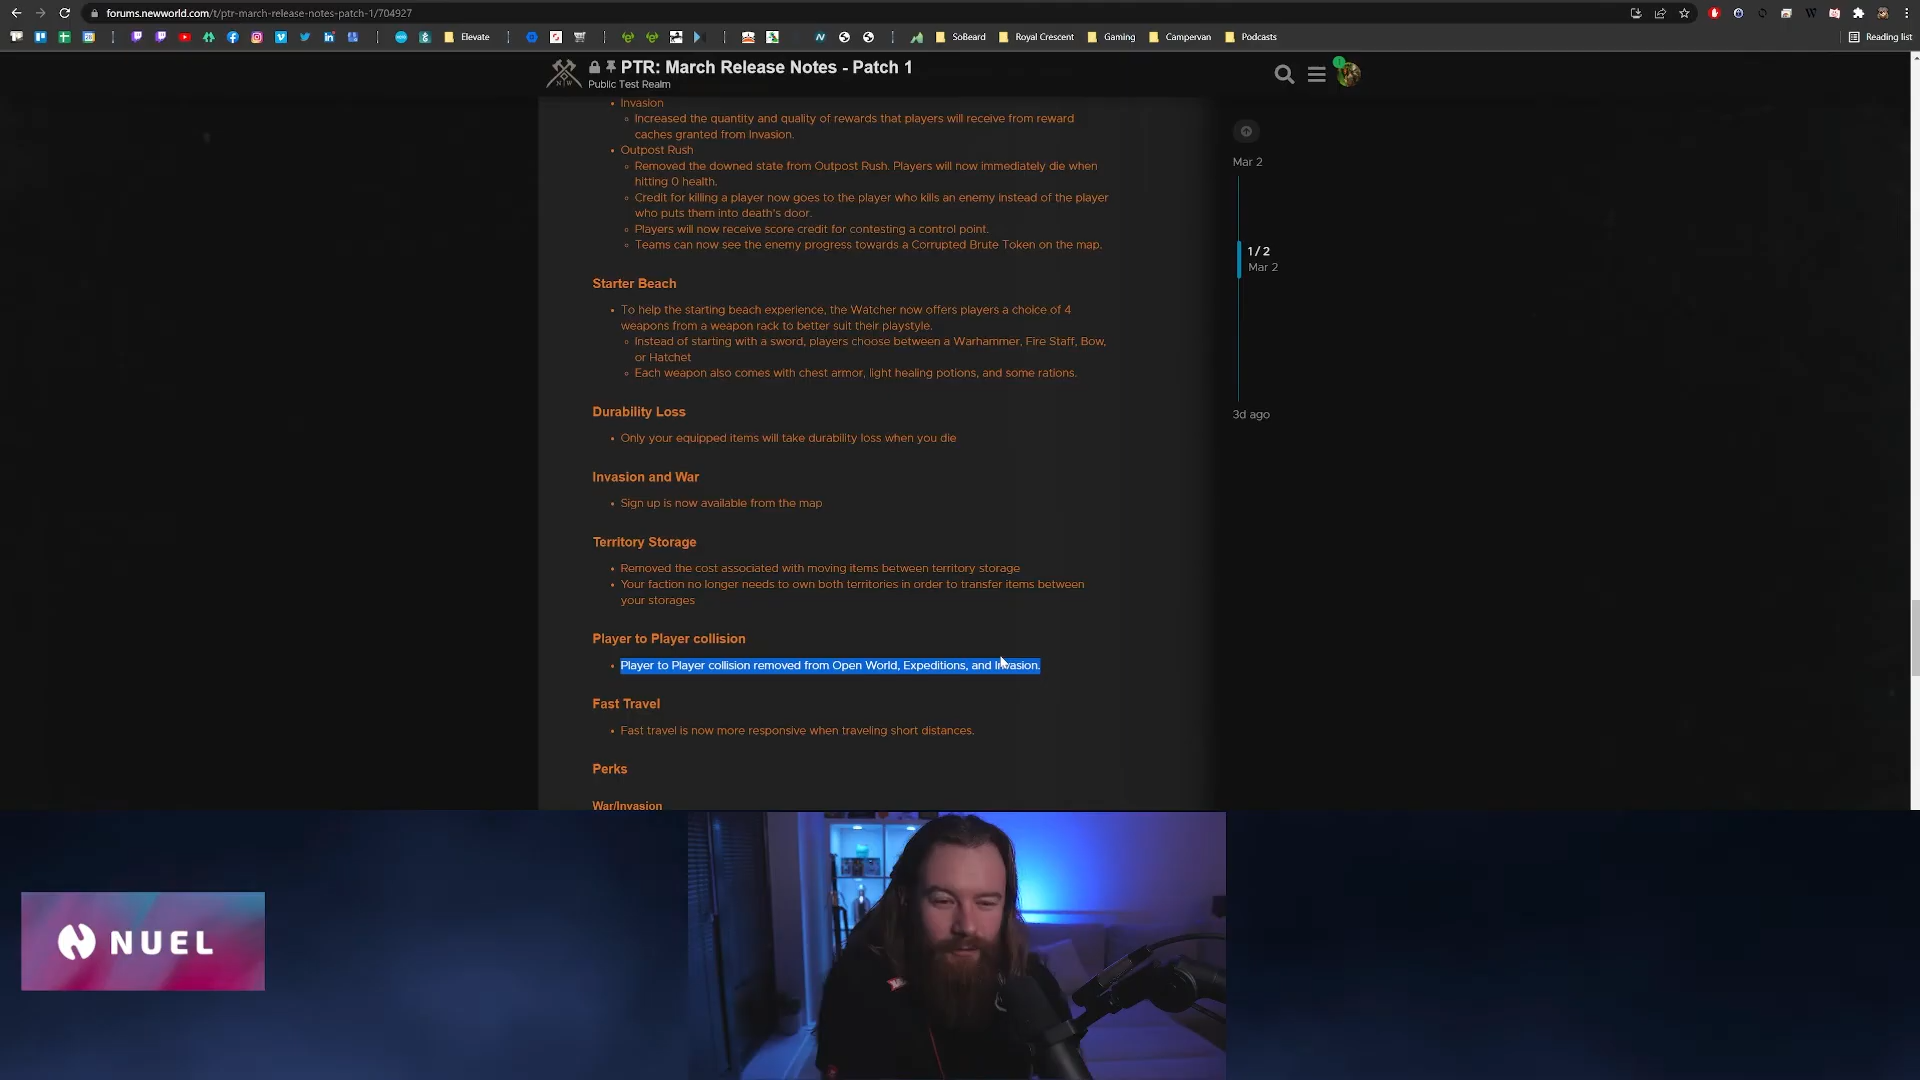 forums.newworld.com/t/ptr-march-release-notes-patch-1/704927
Elevate
SoBeard
Royal Crescent
Gaming
Campervan
Podcasts
Reading list
PTR: March Release Notes - Patch 1
Public Test Realm
Invasion
Increased the quantity and quality of rewards that players will receive from reward
caches granted from Invasion.
Outpost Rush
Removed the downed state from Outpost Rush. Players will now immediately die when
hitting 0 health.
Credit for killing a player now goes to the player who kills an enemy instead of the player
who puts them into death's door.
Players will now receive score credit for contesting a control point.
Teams can now see the enemy progress towards a Corrupted Brute Token on the map.
Mar 2
1 / 2
Mar 2
3d ago
Starter Beach
To help the starting beach experience, the Watcher now offers players a choice of 4
weapons from a weapon rack to better suit their playstyle.
Instead of starting with a sword, players choose between a Warhammer, Fire Staff, Bow,
or Hatchet
Each weapon also comes with chest armor, light healing potions, and some rations.
Durability Loss
Only your equipped items will take durability loss when you die
Invasion and War
Sign up is now available from the map
Territory Storage
Removed the cost associated with moving items between territory storage
Your faction no longer needs to own both territories in order to transfer items between
your storages
Player to Player collision
Player to Player collision removed from Open World, Expeditions, and Invasion.
Fast Travel
Fast travel is now more responsive when traveling short distances.
Perks
War/Invasion
NUEL